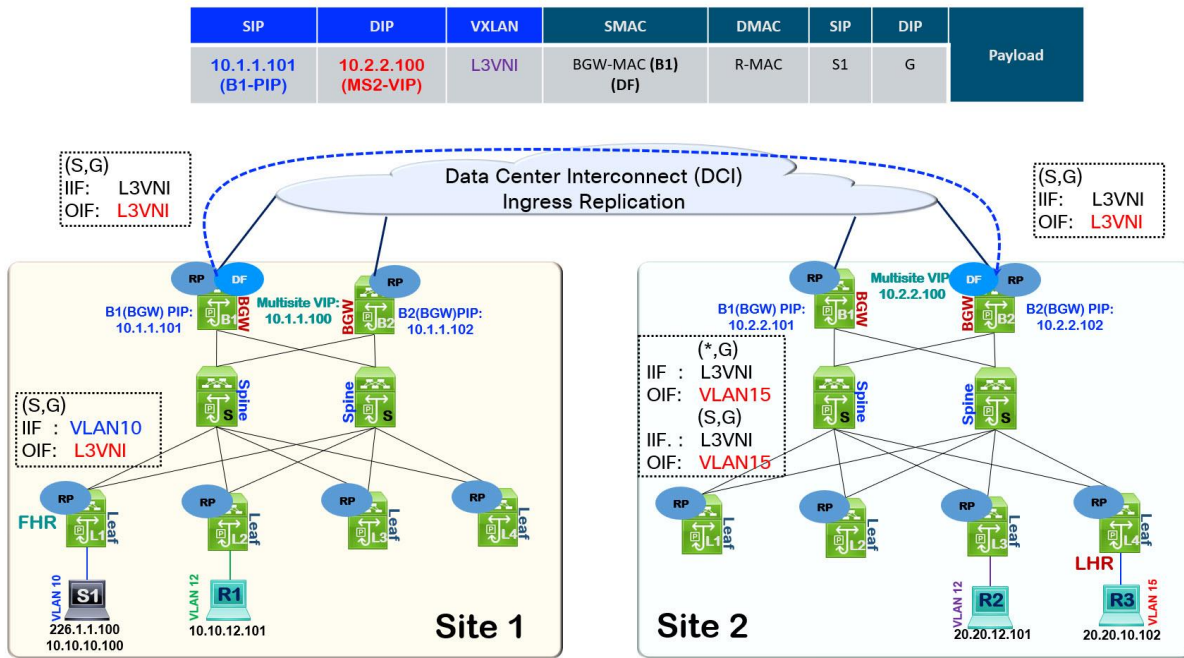 SIP DIP VXLAN SMAC DMAC SIP DIP Payload
10.1.1.101 10.2.2.100 L3VNI BGW-MAC (B1) R-MAC S1 G
(B1-PIP) (MS2-VIP) (DF)
Data Center Interconnect (DCI)
Ingress Replication
(S,G)
IIF: L3VNI
OIF: L3VNI
(S,G)
IIF: L3VNI
OIF: L3VNI
RP
DF
B1
BGW
B1(BGW) PIP:
10.1.1.101
Multisite VIP:
10.1.1.100
RP
BGW
B2
B2(BGW)PIP:
10.1.1.102
Spine
S
Spine
S
(S,G)
IIF : VLAN10
OIF: L3VNI
RP
FHR
L1
Leaf
RP
L2
Leaf
RP
L3
Leaf
RP
L4
Leaf
VLAN 10
S1
226.1.1.100
10.10.10.100
VLAN 12
R1
10.10.12.101
Site 1
RP
B1
BGW
B1(BGW) PIP:
10.2.2.101
Multisite VIP
10.2.2.100
DF
RP
BGW
B2
B2(BGW) PIP:
10.2.2.102
(*,G)
IIF : L3VNI
OIF: VLAN15
(S,G)
IIF. : L3VNI
OIF: VLAN15
S
Spine
S
Spine
RP
L1
Leaf
RP
L2
Leaf
RP
L3
Leaf
RP
L4
Leaf
LHR
VLAN 12
R2
20.20.12.101
R3
VLAN 15
20.20.10.102
Site 2